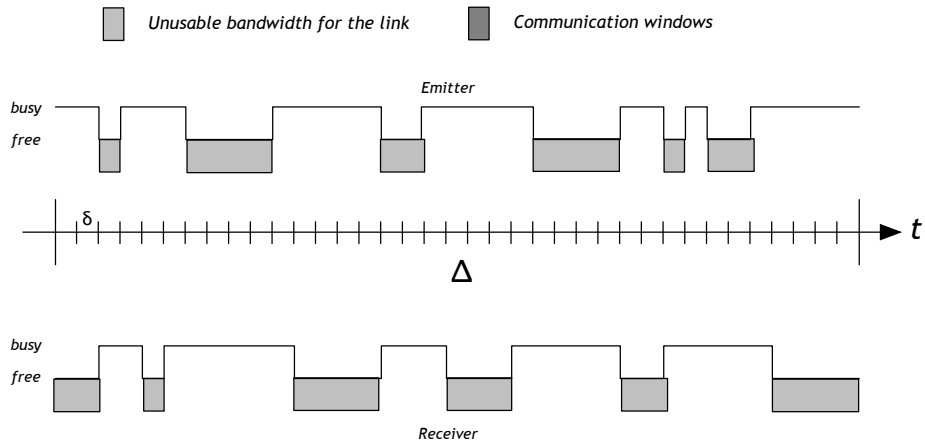 Unusable bandwidth for the link
Communication windows
Emitter
busy
free
δ
t
Δ
busy
free
Receiver